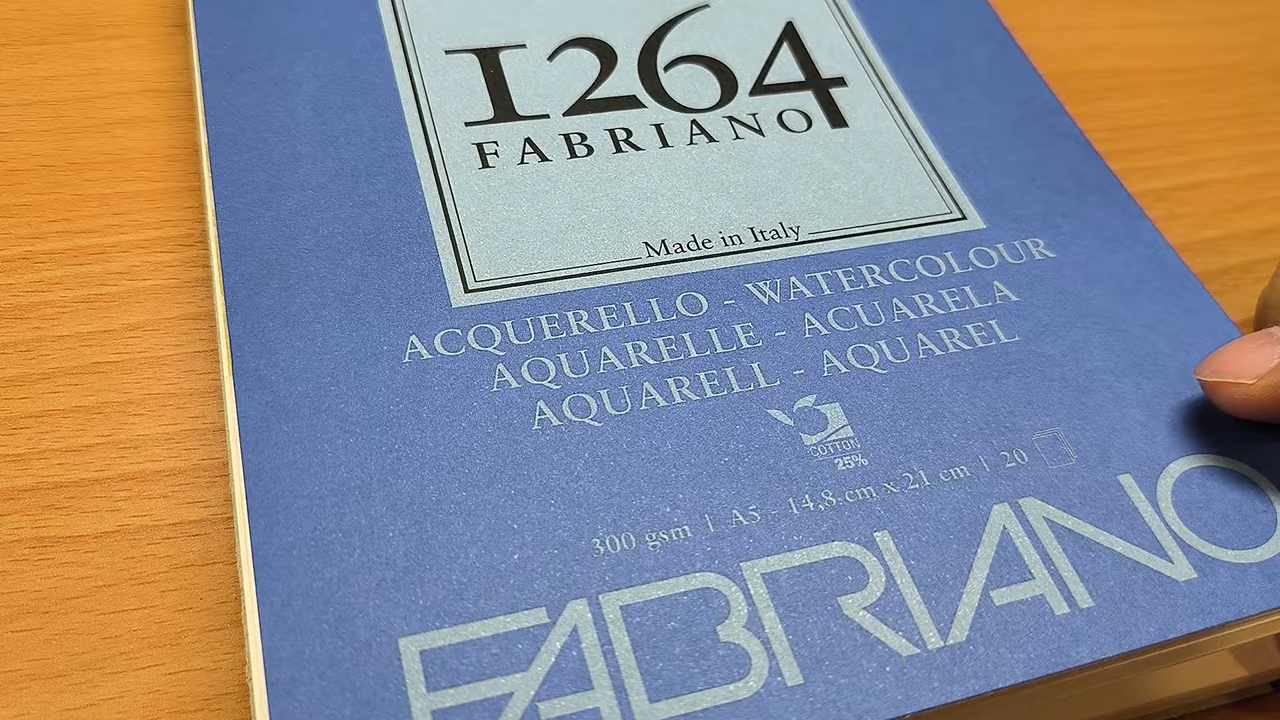 1264
FABRIANO
Made in Italy
ACQUERELLO - WATERCOLOUR
AQUARELLE - ACUARELA
AQUARELL - AQUAREL
COTTON
25%
300 gsm | A5 - 14,8 cm x 21 cm | 20
FABRIANO